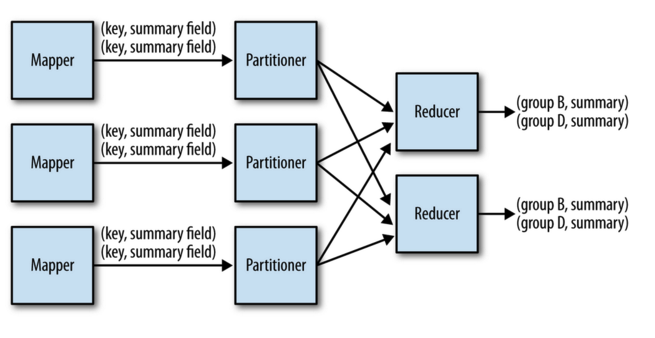 (key, summary field)
(key, summary field)
Mapper
Partitioner
Reducer
(group B, summary)
(group D, summary)
(key, summary field)
(key, summary field)
Mapper
Partitioner
Reducer
(group B, summary)
(group D, summary)
(key, summary field)
(key, summary field)
Mapper
Partitioner